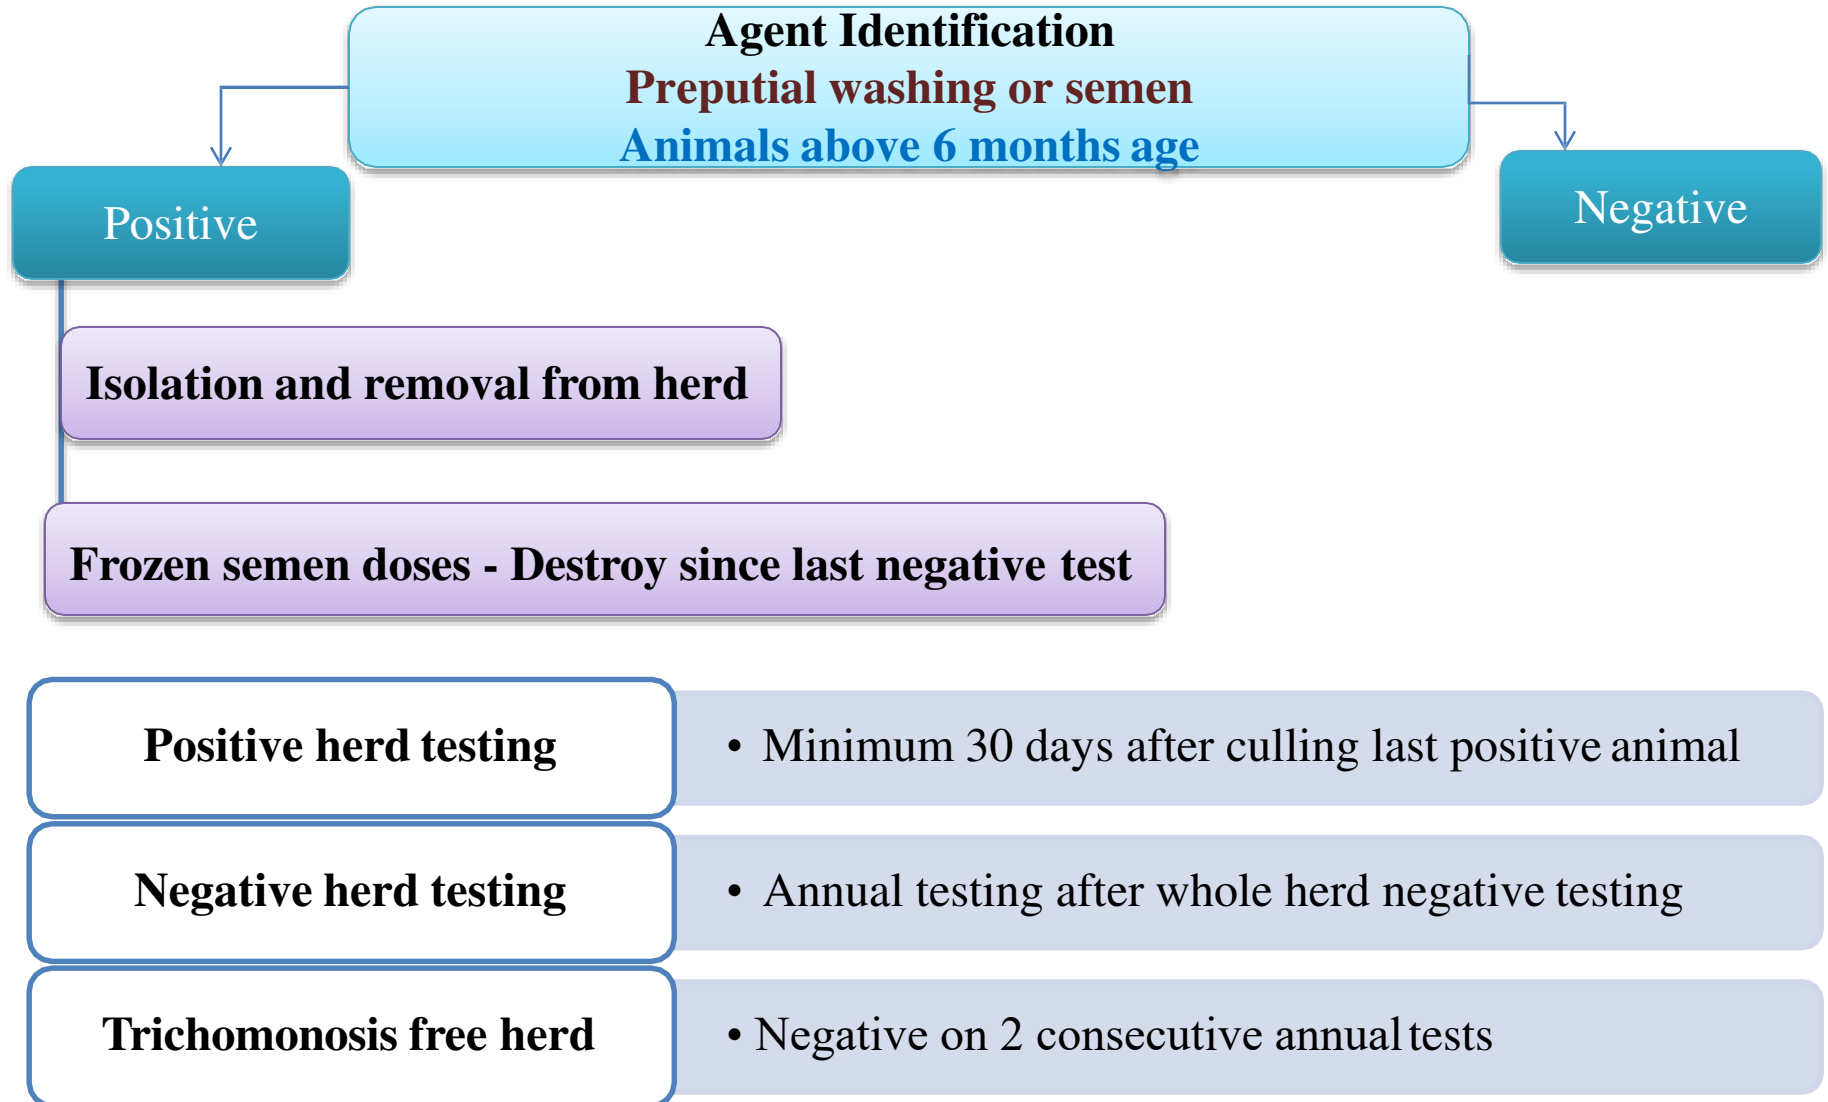 Agent Identification
Preputial washing or semen
Animals above 6 months age
Positive
Negative
Isolation and removal from herd
Frozen semen doses - Destroy since last negative test
Positive herd testing
• Minimum 30 days after culling last positive animal
Negative herd testing
• Annual testing after whole herd negative testing
Trichomonosis free herd
• Negative on 2 consecutive annual tests